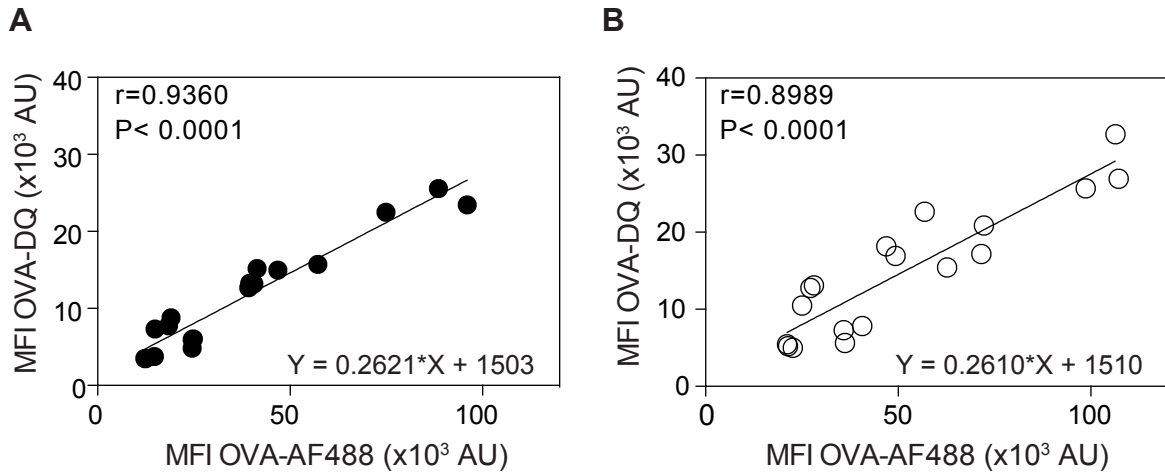 A
MFI OVA-DQ (x10³ AU)
40
30
20
10
0
r=0.9360
P< 0.0001
Y = 0.2621*X + 1503
0
50
100
MFI OVA-AF488 (x10³ AU)
B
MFI OVA-DQ (x10³ AU)
40
30
20
10
0
r=0.8989
P< 0.0001
Y = 0.2610*X + 1510
0
50
100
MFI OVA-AF488 (x10³ AU)